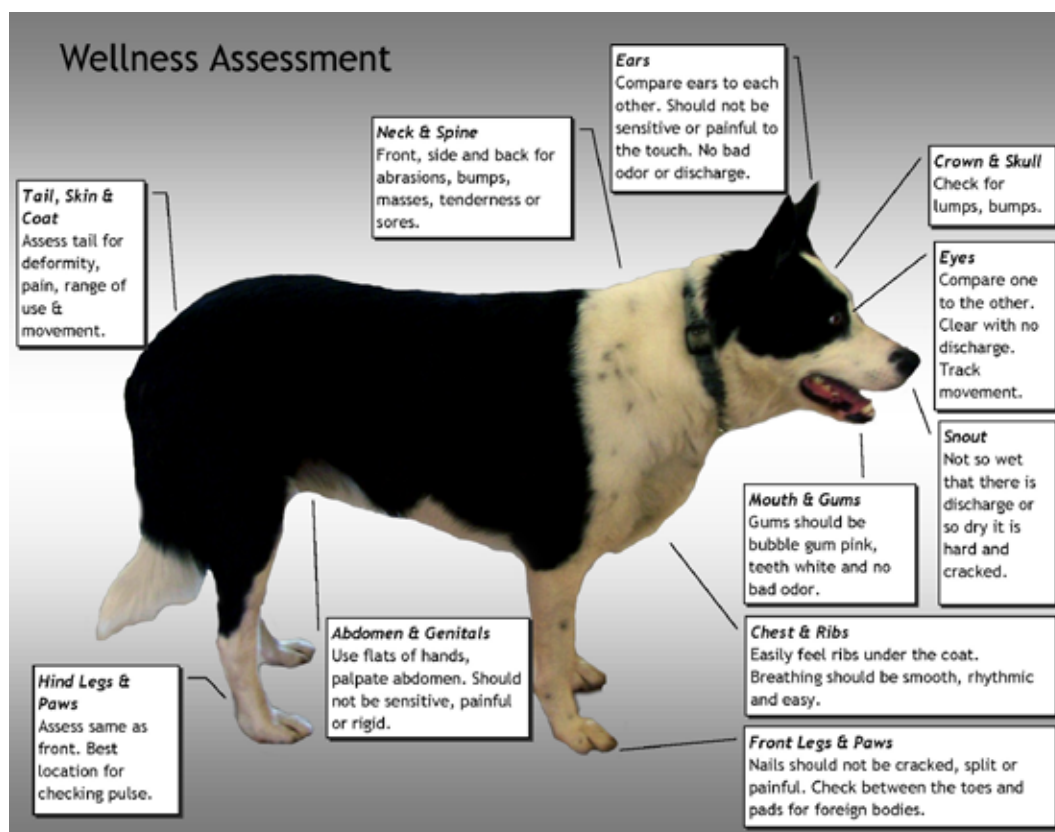 Wellness Assessment
Ears
Compare ears to each
other. Should not be
sensitive or painful to
the touch. No bad
odor or discharge.
Neck & Spine
Front, side and back for
abrasions, bumps,
masses, tenderness or
sores.
Crown & Skull
Check for
lumps, bumps.
Tail, Skin &
Coat
Assess tail for
deformity,
pain, range of
use &
movement.
Eyes
Compare one
to the other.
Clear with no
discharge.
Track
movement.
Snout
Not so wet
that there is
discharge or
so dry it is
hard and
cracked.
Mouth & Gums
Gums should be
bubble gum pink,
teeth white and no
bad odor.
Abdomen & Genitals
Use flats of hands,
palpate abdomen. Should
not be sensitive, painful
or rigid.
Chest & Ribs
Easily feel ribs under the coat.
Breathing should be smooth, rhythmic
and easy.
Hind Legs &
Paws
Assess same as
front. Best
location for
checking pulse.
Front Legs & Paws
Nails should not be cracked, split or
painful. Check between the toes and
pads for foreign bodies.